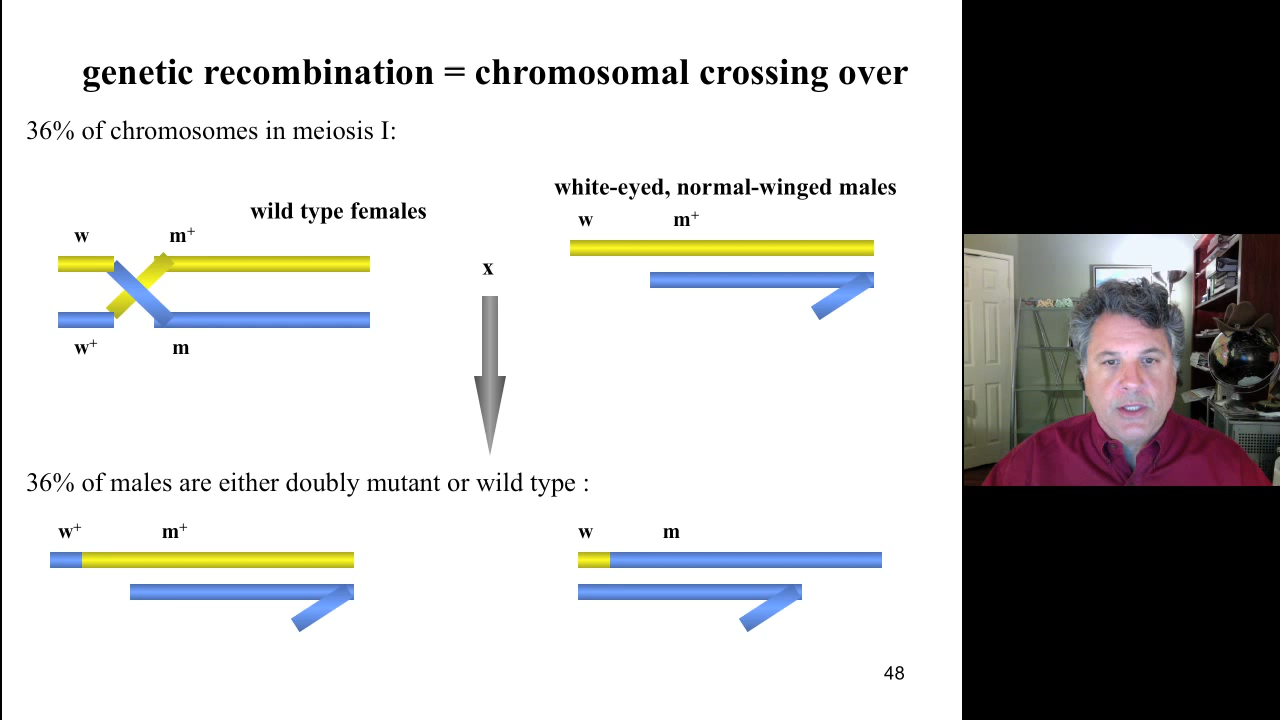 genetic recombination = chromosomal crossing over
36% of chromosomes in meiosis I:
white-eyed, normal-winged males
wild type females
w m⁺
w m⁺
x
w⁺ m
36% of males are either doubly mutant or wild type :
w⁺ m⁺
w m
48